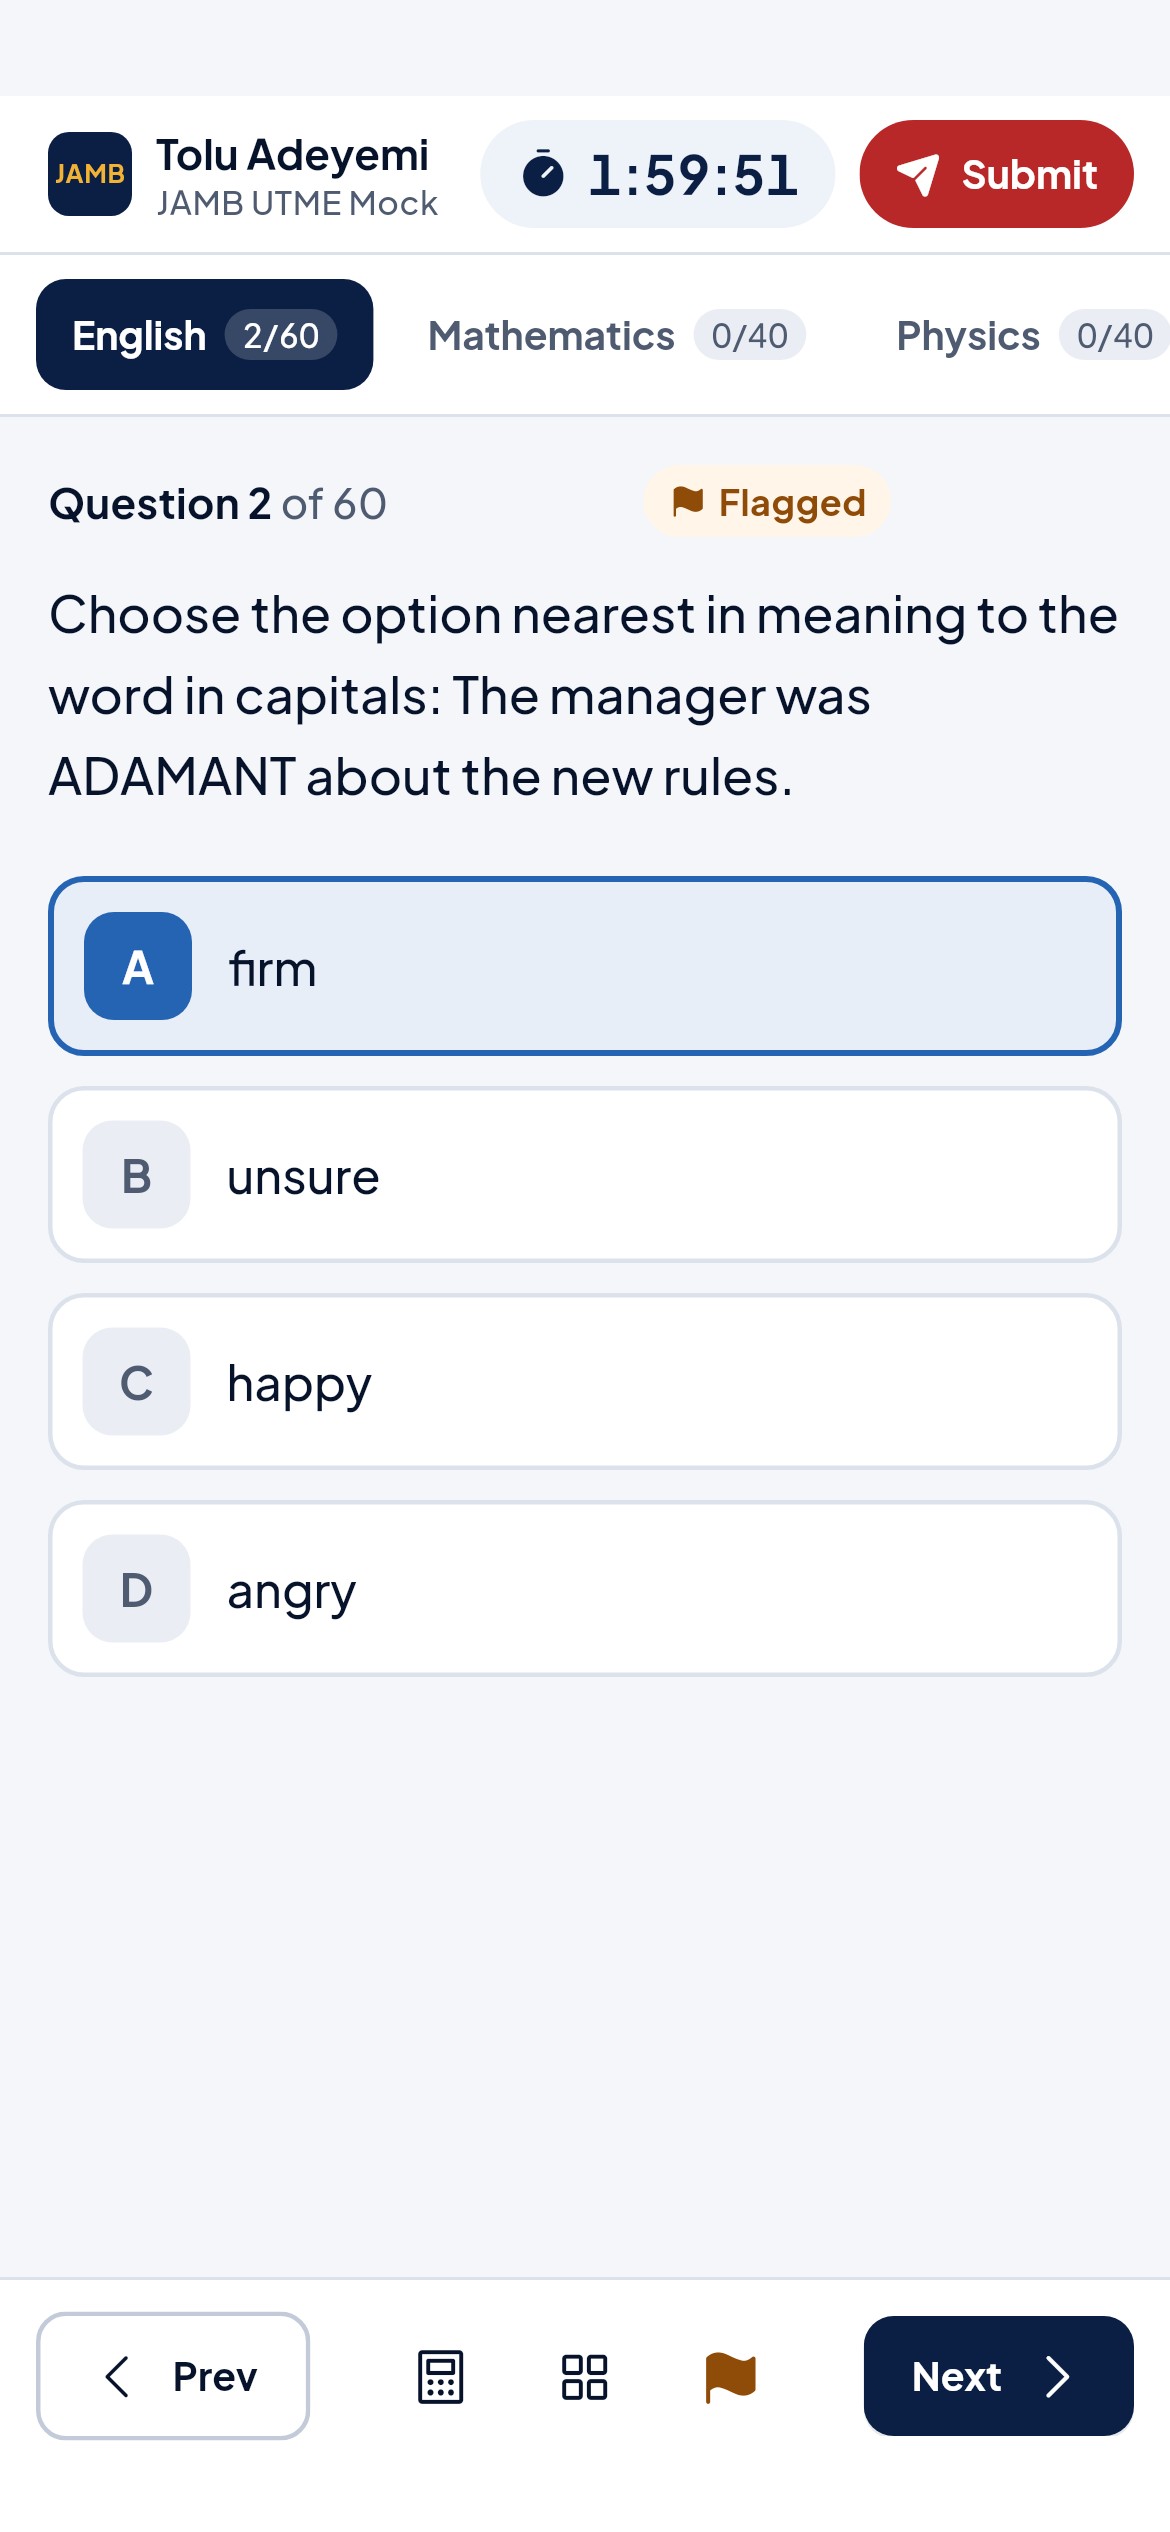 JAMB
Tolu Adeyemi
JAMB UTME Mock
1:59:51
Submit
English 2/60
Mathematics 0/40
Physics 0/40
Question 2 of 60
Flagged
Choose the option nearest in meaning to the
word in capitals: The manager was
ADAMANT about the new rules.
A firm
B unsure
C happy
D angry
Prev
Next